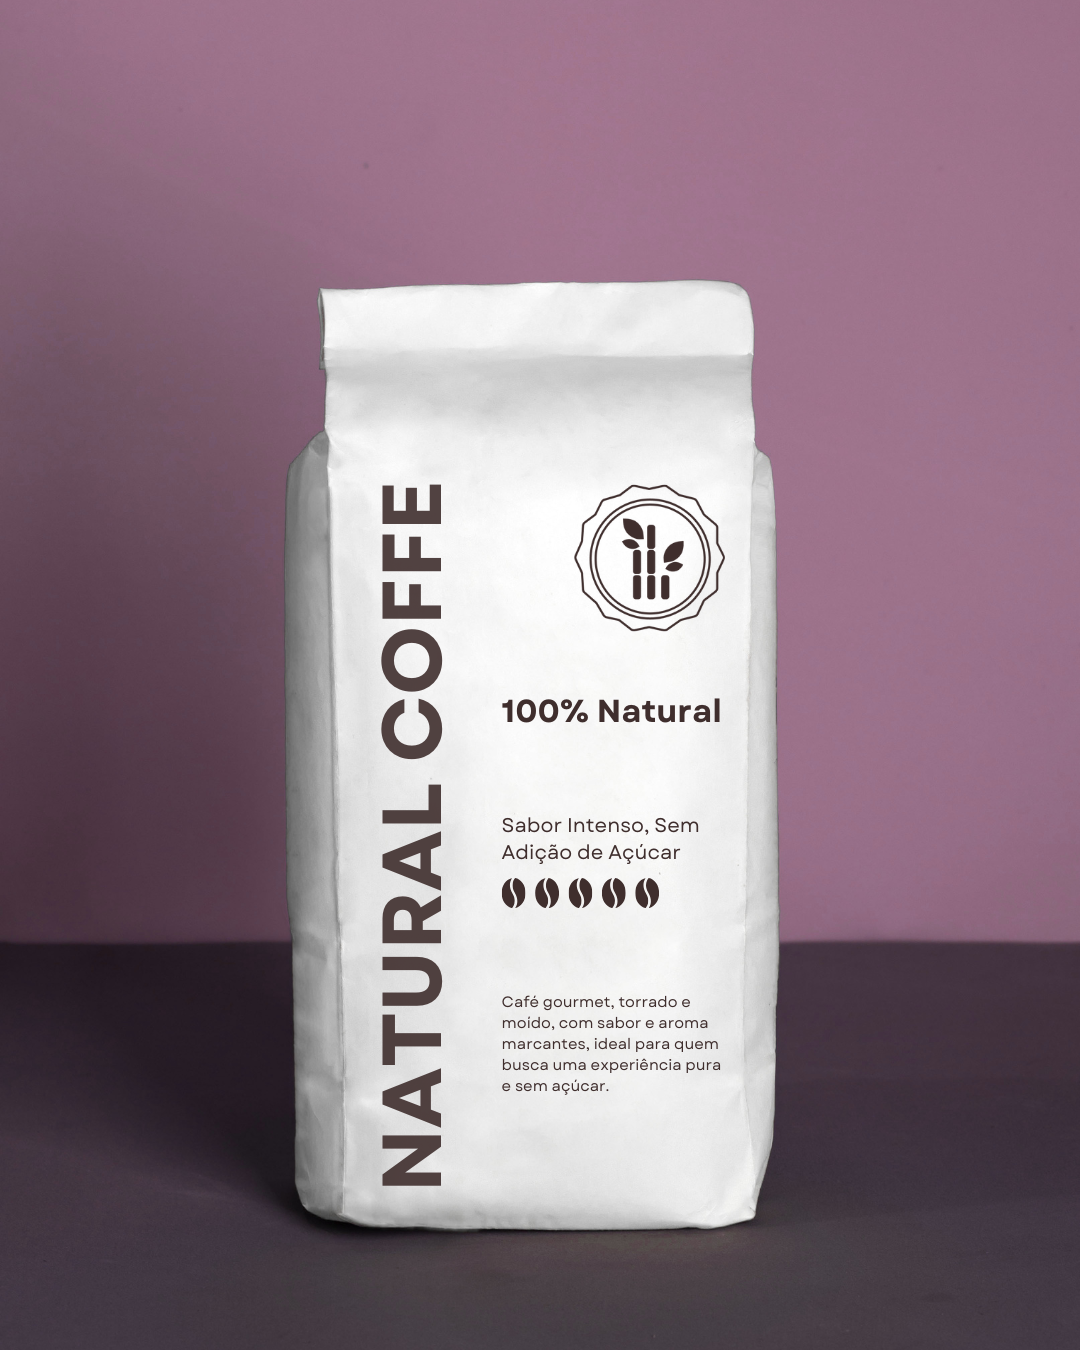 NATURAL COFFE
100% Natural
Sabor Intenso, Sem
Adição de Açúcar
Café gourmet, torrado e
moído, com sabor e aroma
marcantes, ideal para quem
busca uma experiência pura
e sem açúcar.